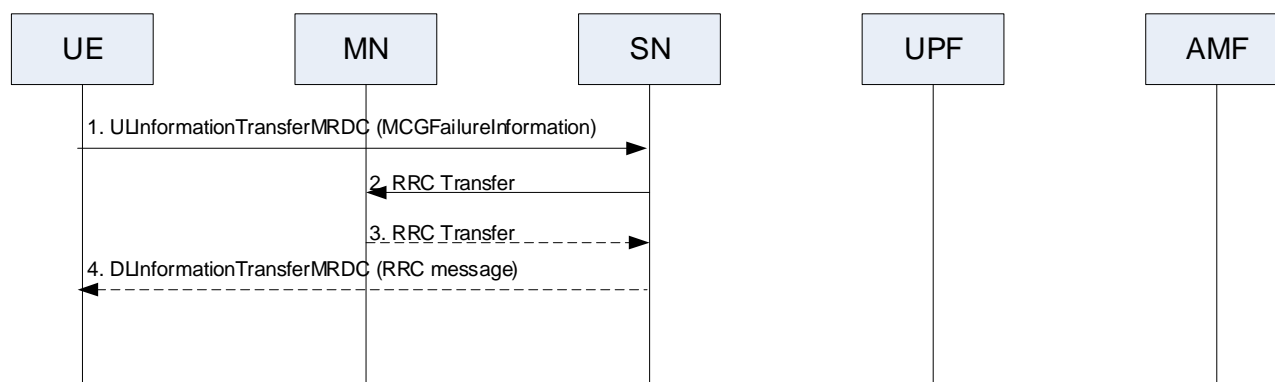 UE MN SN UPF AMF
1. ULInformationTransferMRDC (MCGFailureInformation)
2. RRC Transfer
3. RRC Transfer
4. DLInformationTransferMRDC (RRC message)